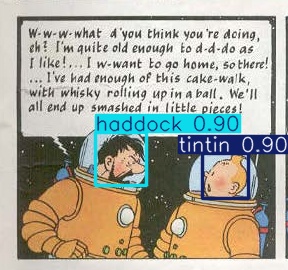 W-w-w-what d'you think you're doing,
eh? I'm quite old enough to d-d-do as
I like!... I w-want to go home, so there!
... I've had enough of this cake-walk,
with whisky rolling up in a ball. We'll
all end up smashed in little pieces!
haddock 0.90
tintin 0.90